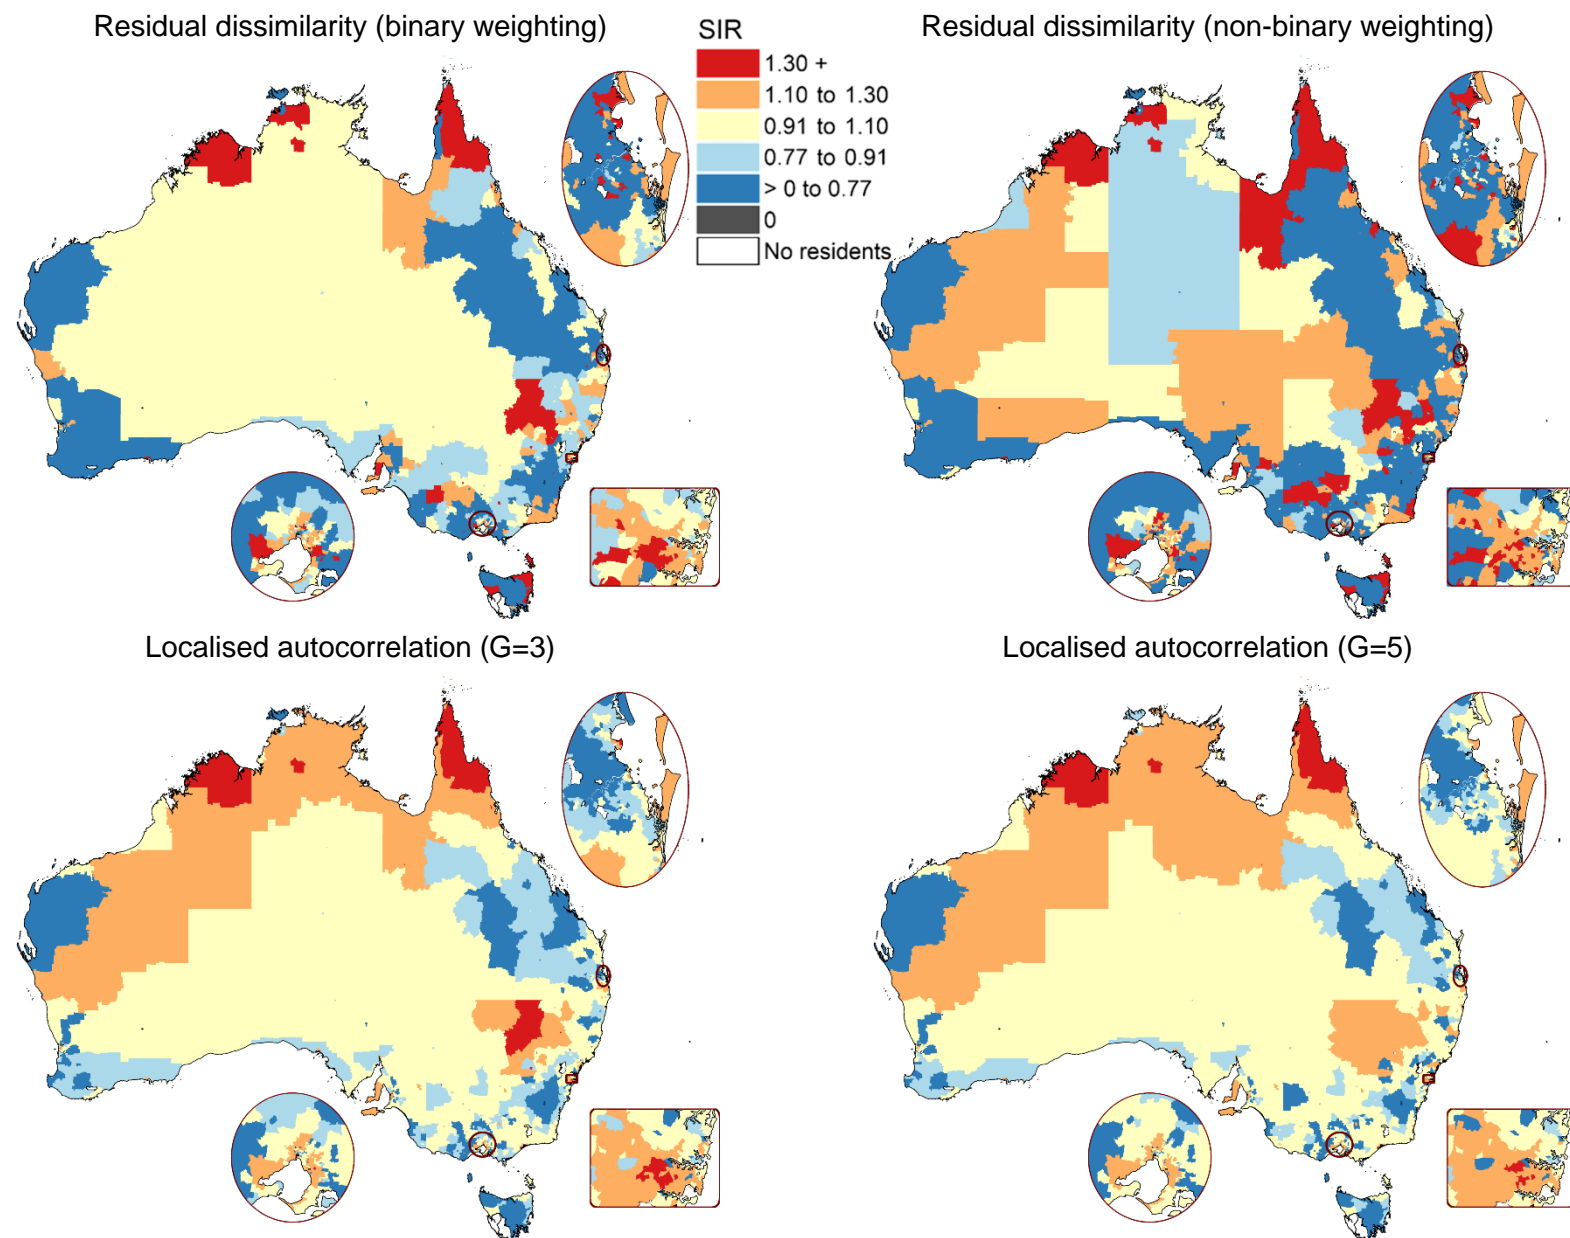 Residual dissimilarity (binary weighting)
SIR
Residual dissimilarity (non-binary weighting)
1.30 +
1.10 to 1.30
0.91 to 1.10
0.77 to 0.91
> 0 to 0.77
0
No residents
Localised autocorrelation (G=3)
Localised autocorrelation (G=5)